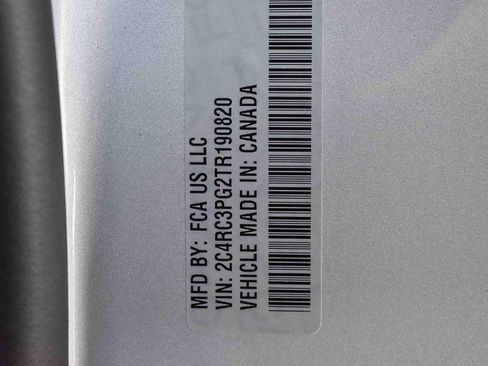 MFD BY: FCA US LLC
VIN: 2C4RC3PG2TR190820
VEHICLE MADE IN: CANADA